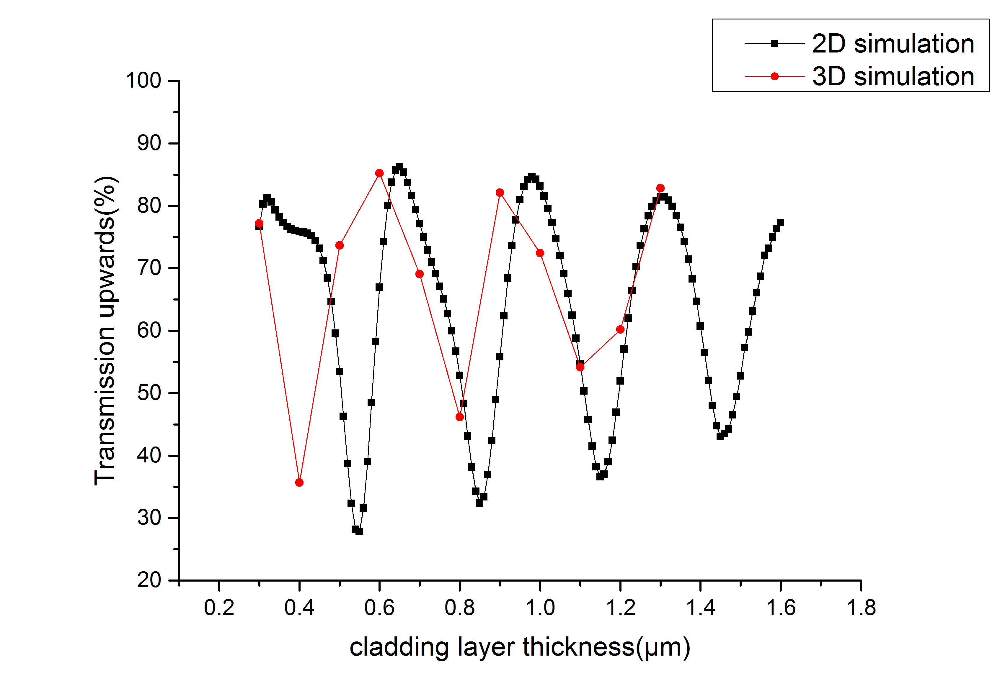 2D simulation
3D simulation
100
90
80
70
60
50
40
30
20
Transmission upwards(%)
0.2 0.4 0.6 0.8 1.0 1.2 1.4 1.6 1.8
cladding layer thickness(μm)